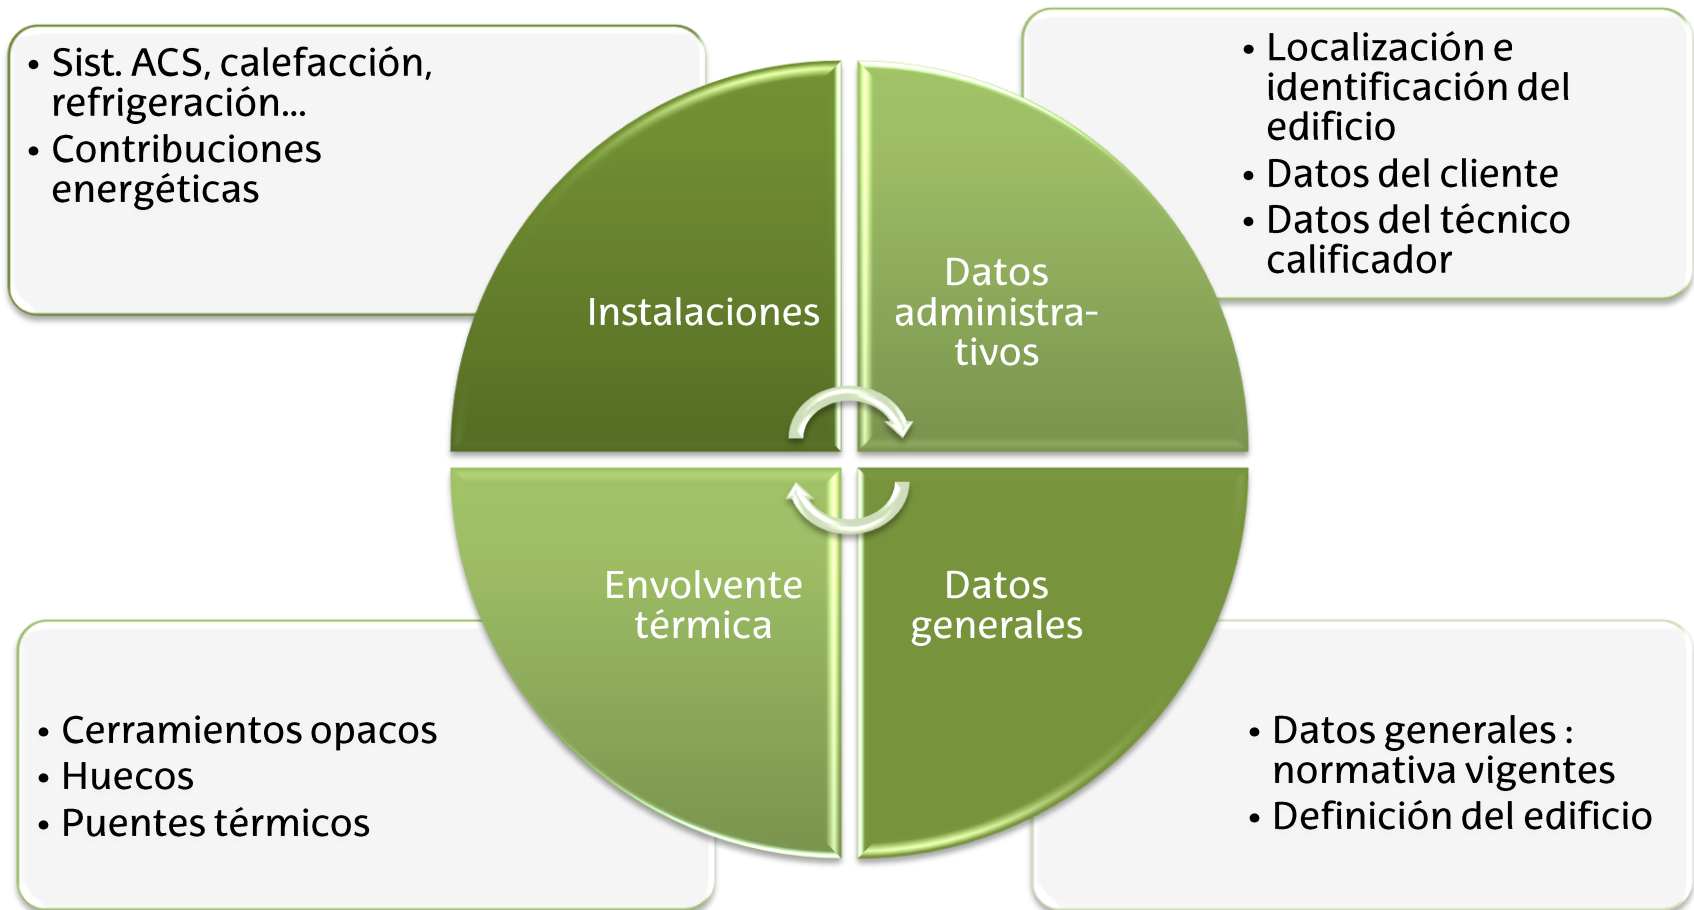 • Sist. ACS, calefacción,
refrigeración...
• Contribuciones
energéticas
• Localización e
identificación del
edificio
• Datos del cliente
• Datos del técnico
calificador
Instalaciones
Datos
administra-
tivos
Envolvente
térmica
Datos
generales
• Cerramientos opacos
• Huecos
• Puentes térmicos
• Datos generales :
normativa vigentes
• Definición del edificio